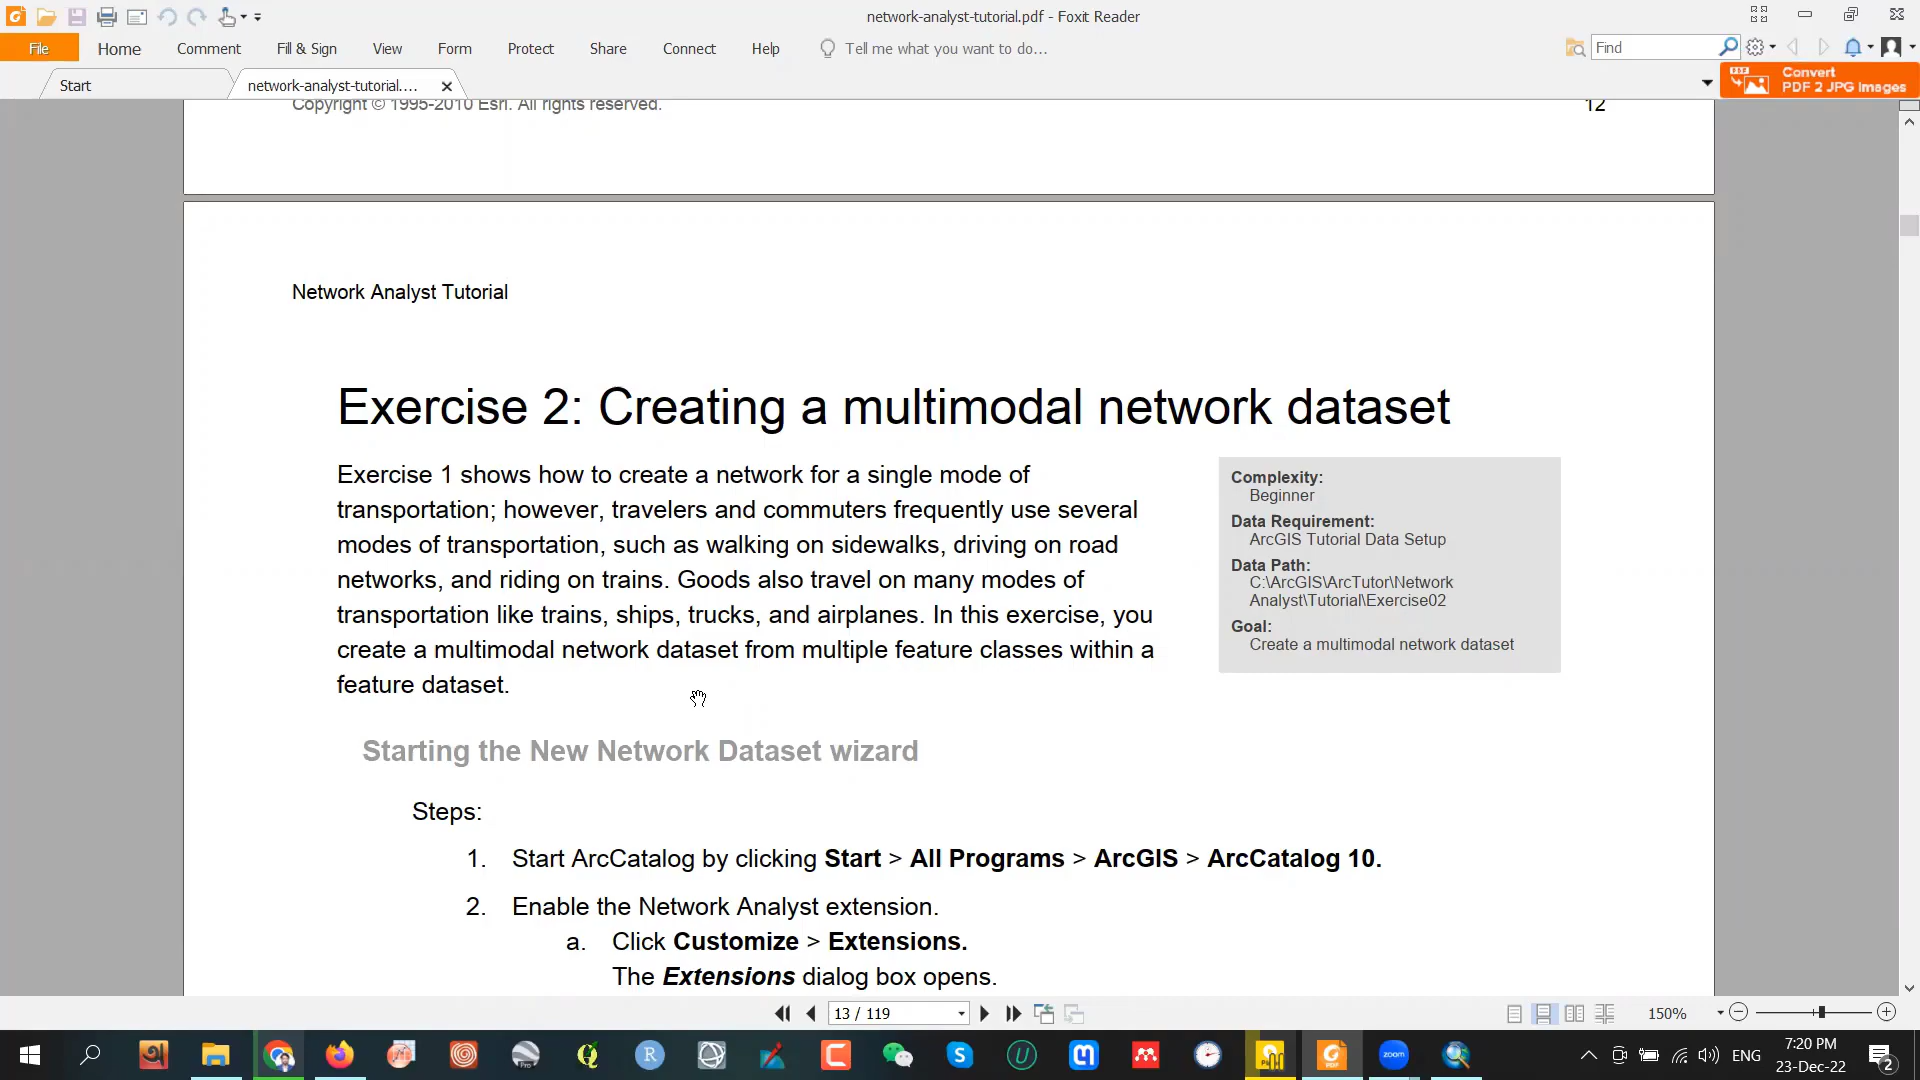 network-analyst-tutorial.pdf - Foxit Reader
File Home Comment Fill & Sign View Form Protect Share Connect Help Tell me what you want to do... Find
Start network-analyst-tutorial.... Convert
PDF 2 JPG Images
Copyright © 1995-2010 Esri. All rights reserved. 12
Network Analyst Tutorial
Exercise 2: Creating a multimodal network dataset
Exercise 1 shows how to create a network for a single mode of
transportation; however, travelers and commuters frequently use several
modes of transportation, such as walking on sidewalks, driving on road
networks, and riding on trains. Goods also travel on many modes of
transportation like trains, ships, trucks, and airplanes. In this exercise, you
create a multimodal network dataset from multiple feature classes within a
feature dataset.
Complexity:
Beginner
Data Requirement:
ArcGIS Tutorial Data Setup
Data Path:
C:\ArcGIS\ArcTutor\Network
Analyst\Tutorial\Exercise02
Goal:
Create a multimodal network dataset
Starting the New Network Dataset wizard
Steps:
1. Start ArcCatalog by clicking Start > All Programs > ArcGIS > ArcCatalog 10.
2. Enable the Network Analyst extension.
a. Click Customize > Extensions.
The Extensions dialog box opens.
13 / 119 150%
ENG 7:20 PM
23-Dec-22 2